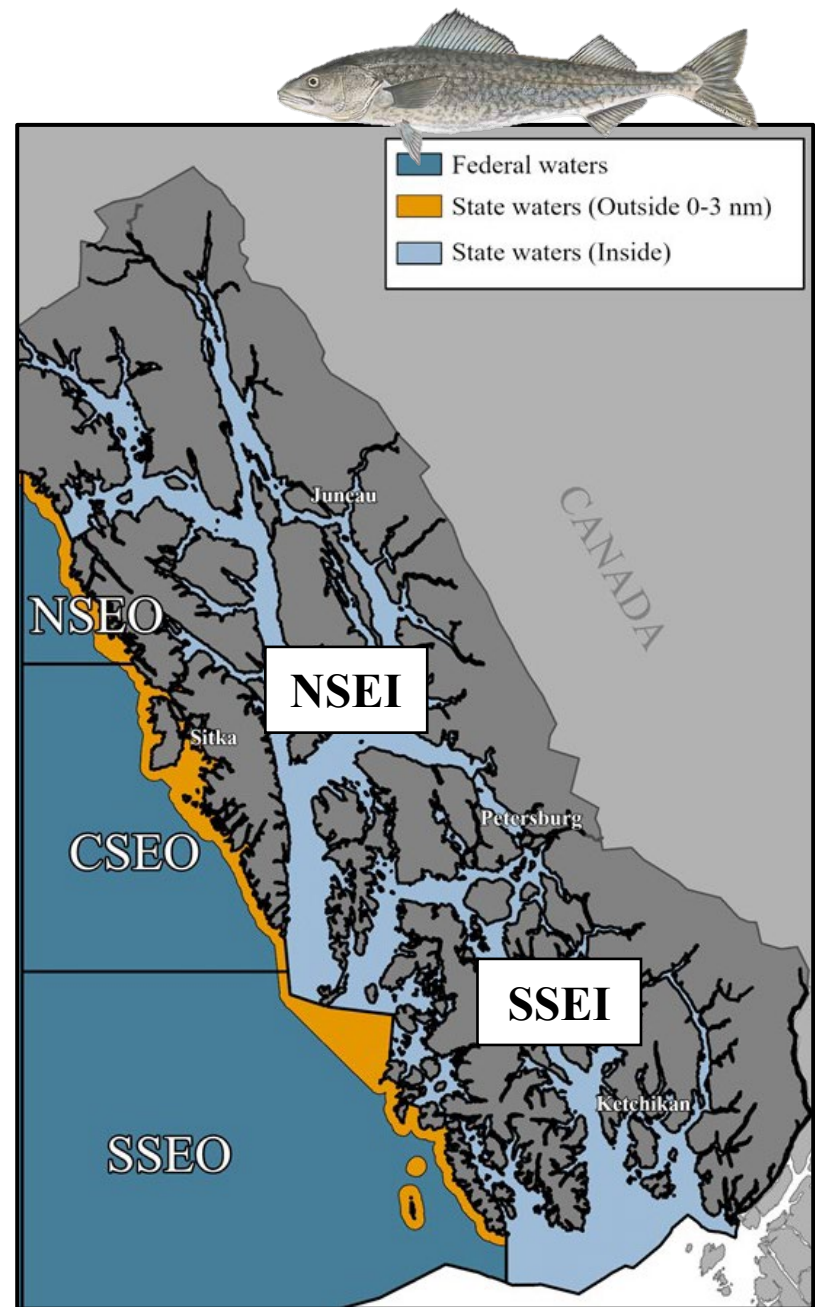 Federal waters
State waters (Outside 0-3 nm)
State waters (Inside)
Juneau
CANADA
NSEO
NSEI
Sitka
CSEO
Petersburg
SSEI
Ketchikan
SSEO